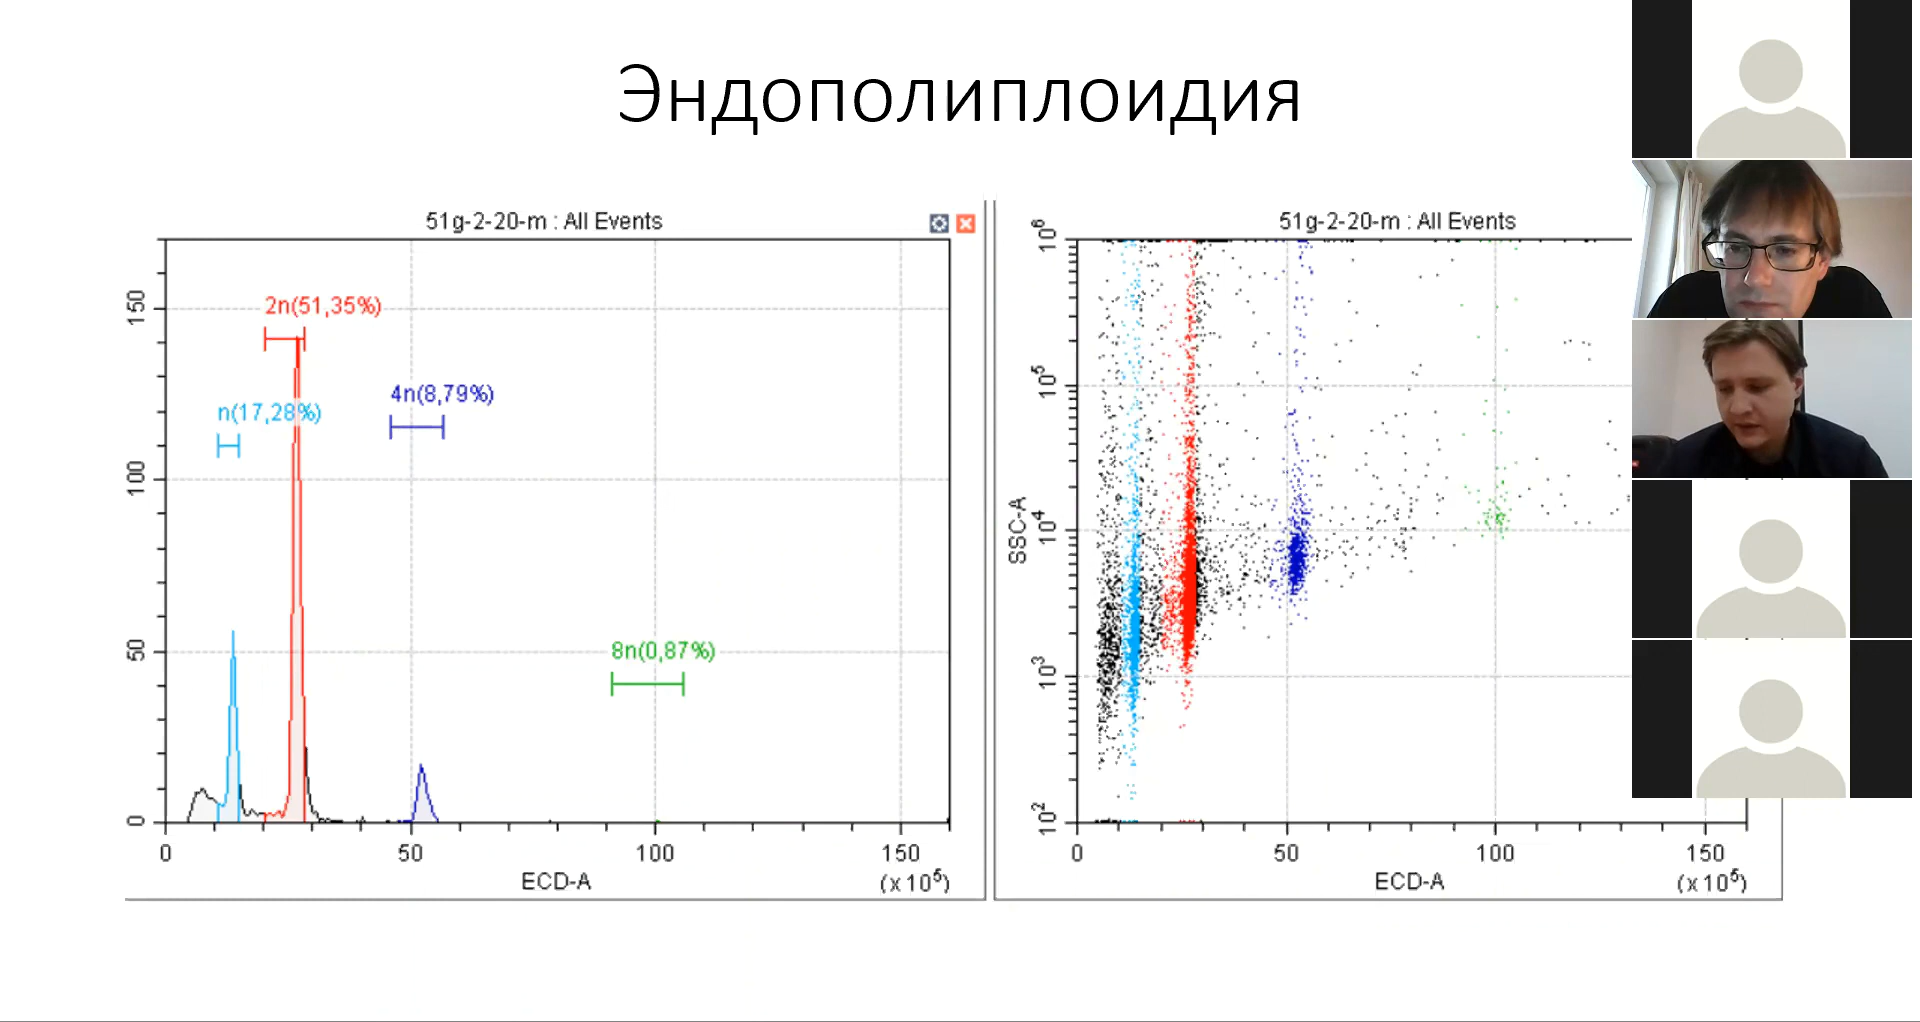 Эндополиплоидия
51g-2-20-m : All Events
150
100
50
0
2n(51,35%)
n(17,28%)
4n(8,79%)
8n(0,87%)
0 50 100 150
ECD-A (x 10⁵)
51g-2-20-m : All Events
SSC-A
10⁶
10⁵
10⁴
10³
10²
0 50 100 150
ECD-A (x 10⁵)